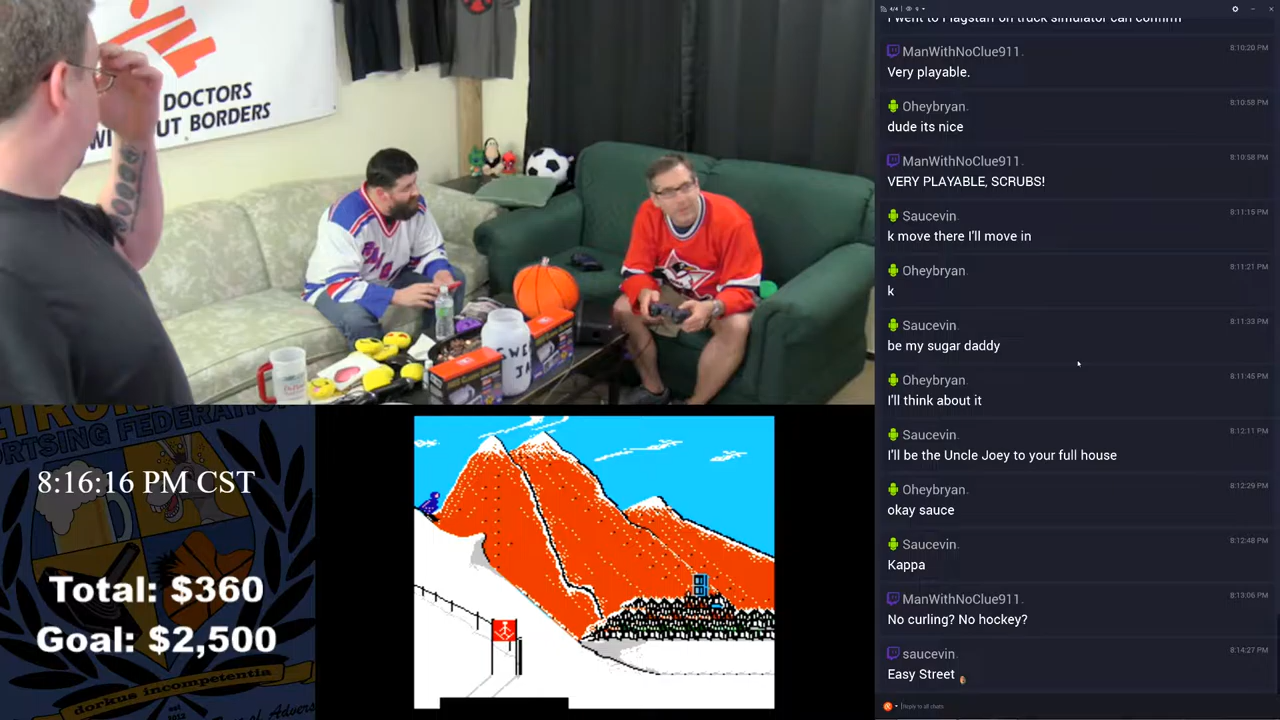 DOCTORS
UT BORDERS
8:16:16 PM CST
Total: $360
Goal: $2,500
dorkus incompetentia
4/4
I went to Flagstaff on truck simulator can confirm
ManWithNoClue911. 8:10:20 PM
Very playable.
Oheybryan. 8:10:58 PM
dude its nice
ManWithNoClue911. 8:10:58 PM
VERY PLAYABLE, SCRUBS!
Saucevin. 8:11:15 PM
k move there I'll move in
Oheybryan. 8:11:21 PM
k
Saucevin. 8:11:33 PM
be my sugar daddy
Oheybryan. 8:11:45 PM
I'll think about it
Saucevin. 8:12:11 PM
I'll be the Uncle Joey to your full house
Oheybryan. 8:12:29 PM
okay sauce
Saucevin. 8:12:48 PM
Kappa
ManWithNoClue911. 8:13:06 PM
No curling? No hockey?
saucevin. 8:14:27 PM
Easy Street
Reply to all chats